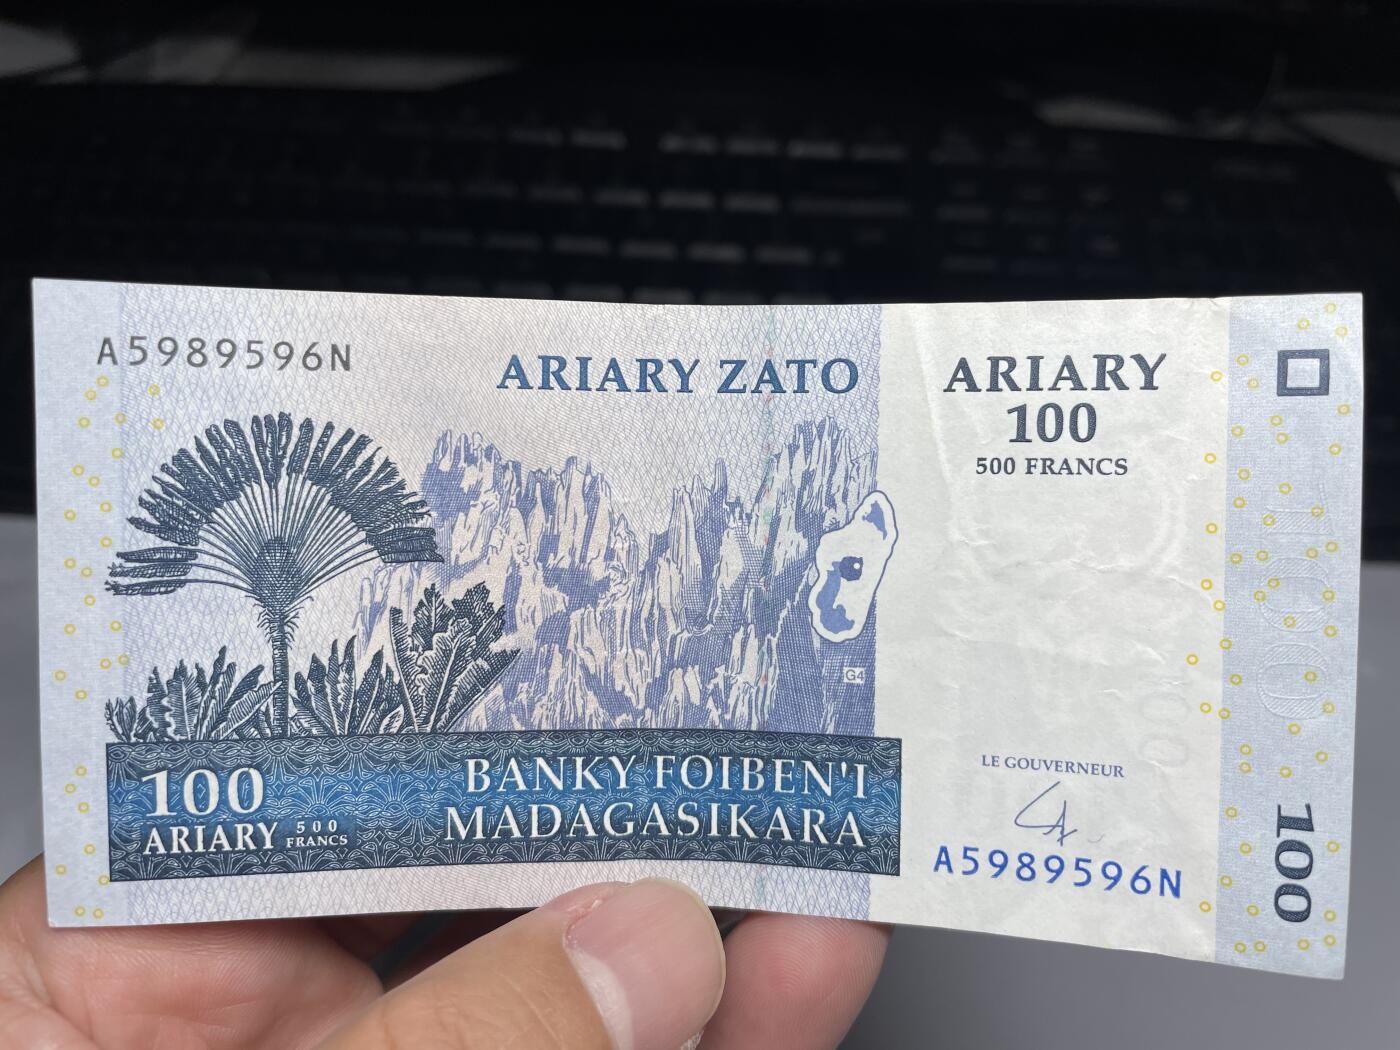 A5989596N
ARIARY ZATO
ARIARY
100
500 FRANCS
G4
100
ARIARY 500
FRANCS
BANKY FOIBEN'I
MADAGASIKARA
LE GOUVERNEUR
A5989596N
100
100